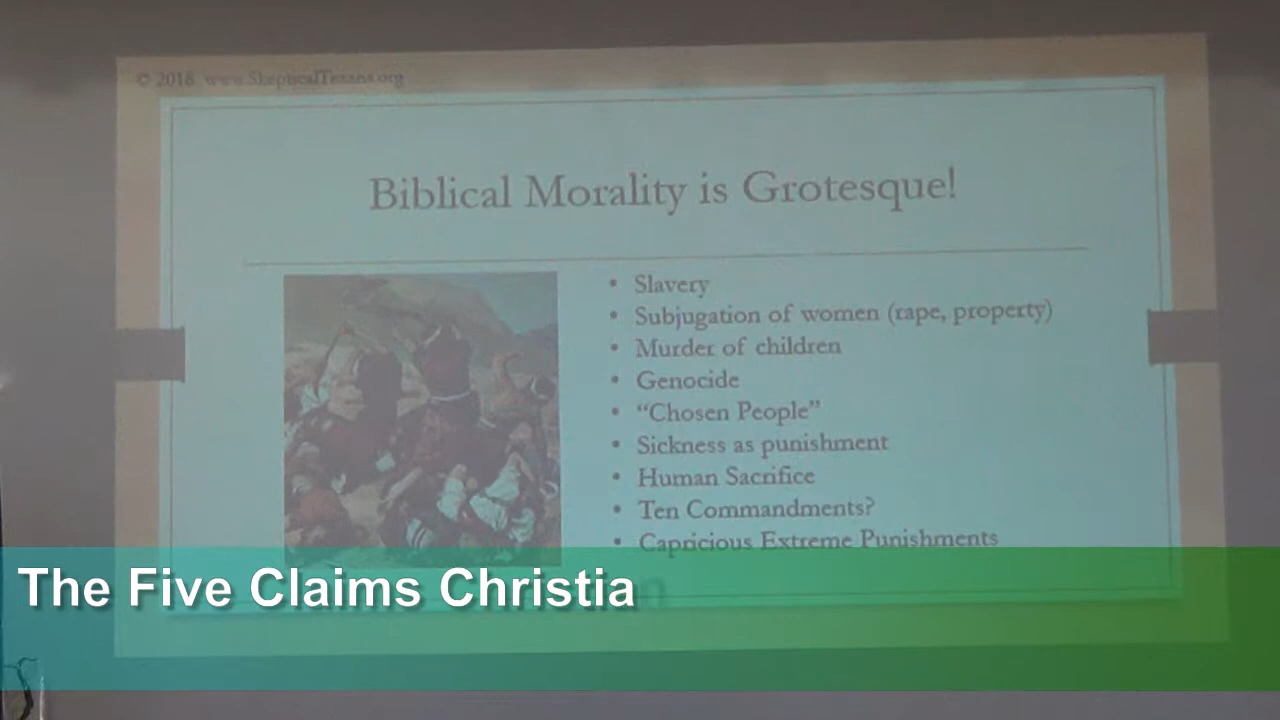 © 2018 www.SkepticalTexans.org
Biblical Morality is Grotesque!
• Slavery
• Subjugation of women (rape, property)
• Murder of children
• Genocide
• “Chosen People”
• Sickness as punishment
• Human Sacrifice
• Ten Commandments?
• Capricious Extreme Punishments
The Five Claims Christian